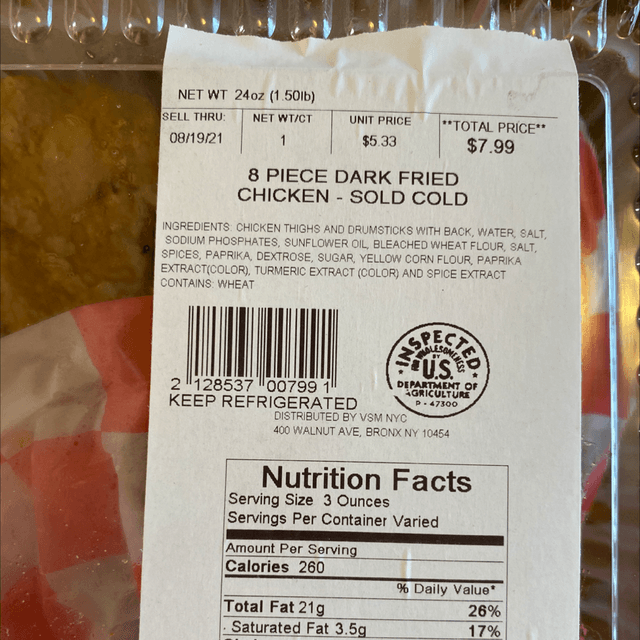 NET WT 24oz (1.50lb)
SELL THRU: NET WT/CT UNIT PRICE **TOTAL PRICE**
08/19/21 1 $5.33 $7.99
8 PIECE DARK FRIED
CHICKEN - SOLD COLD
INGREDIENTS: CHICKEN THIGHS AND DRUMSTICKS WITH BACK, WATER, SALT,
SODIUM PHOSPHATES, SUNFLOWER OIL, BLEACHED WHEAT FLOUR, SALT,
SPICES, PAPRIKA, DEXTROSE, SUGAR, YELLOW CORN FLOUR, PAPRIKA
EXTRACT(COLOR), TURMERIC EXTRACT (COLOR) AND SPICE EXTRACT
CONTAINS: WHEAT
INSPECTED
FOR WHOLESOMENESS
U.S.
DEPARTMENT OF
AGRICULTURE
P-47300
2 128537 00799 1
KEEP REFRIGERATED
DISTRIBUTED BY VSM NYC
400 WALNUT AVE, BRONX NY 10454
Nutrition Facts
Serving Size 3 Ounces
Servings Per Container Varied
Amount Per Serving
Calories 260
% Daily Value*
Total Fat 21g 26%
Saturated Fat 3.5g 17%